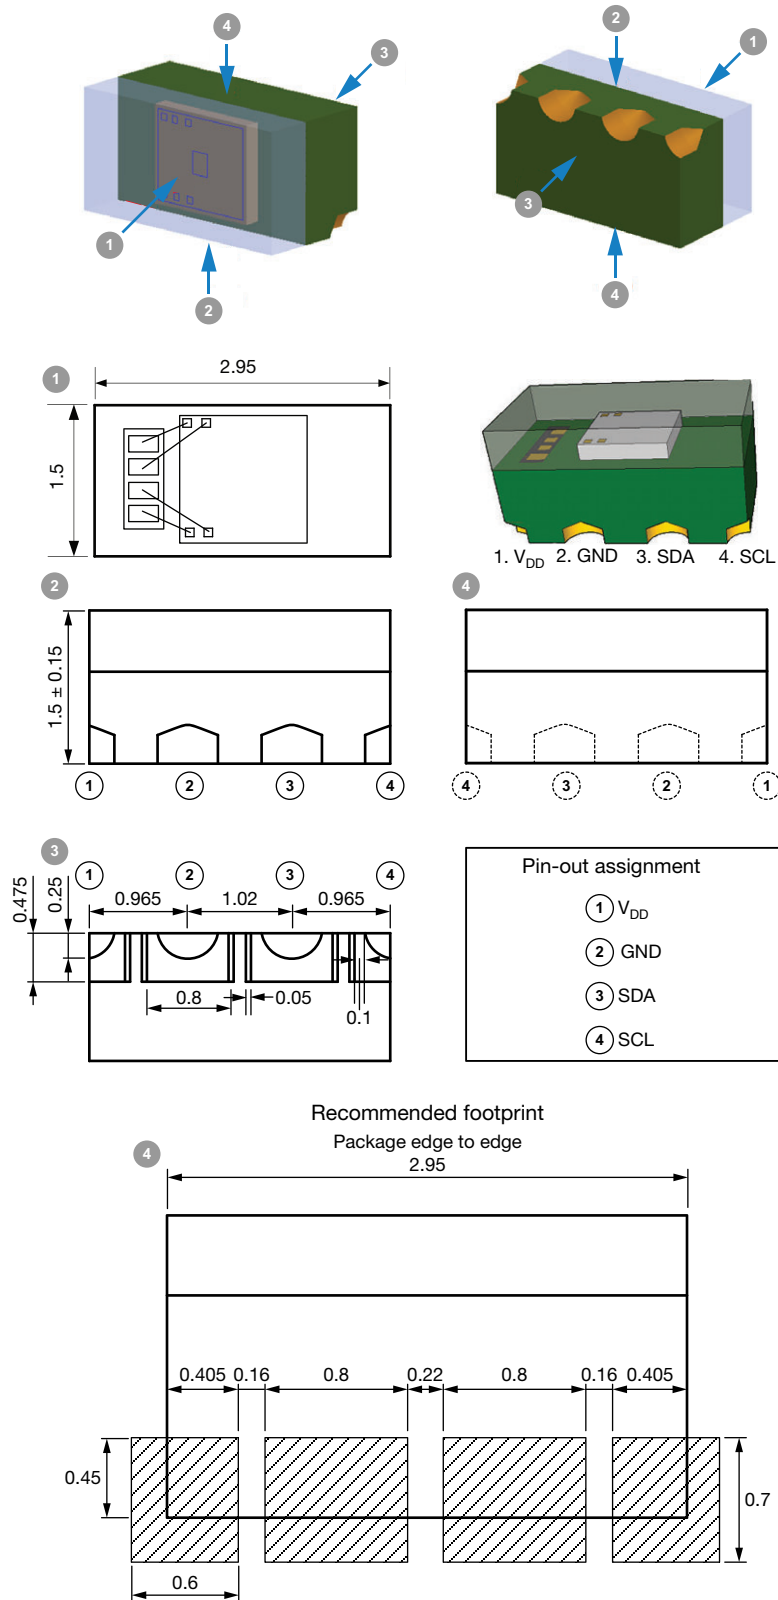 4
3
1
2
2
1
3
4
1
2.95
1.5
1. VDD 2. GND 3. SDA 4. SCL
2
1.5 ± 0.15
1 2 3 4
4
4 3 2 1
3
1 2 3 4
0.475
0.25
0.965 1.02 0.965
0.8
0.05
0.1
Pin-out assignment
1 VDD
2 GND
3 SDA
4 SCL
Recommended footprint
Package edge to edge
4
2.95
0.405 0.16 0.8 0.22 0.8 0.16 0.405
0.45
0.7
0.6